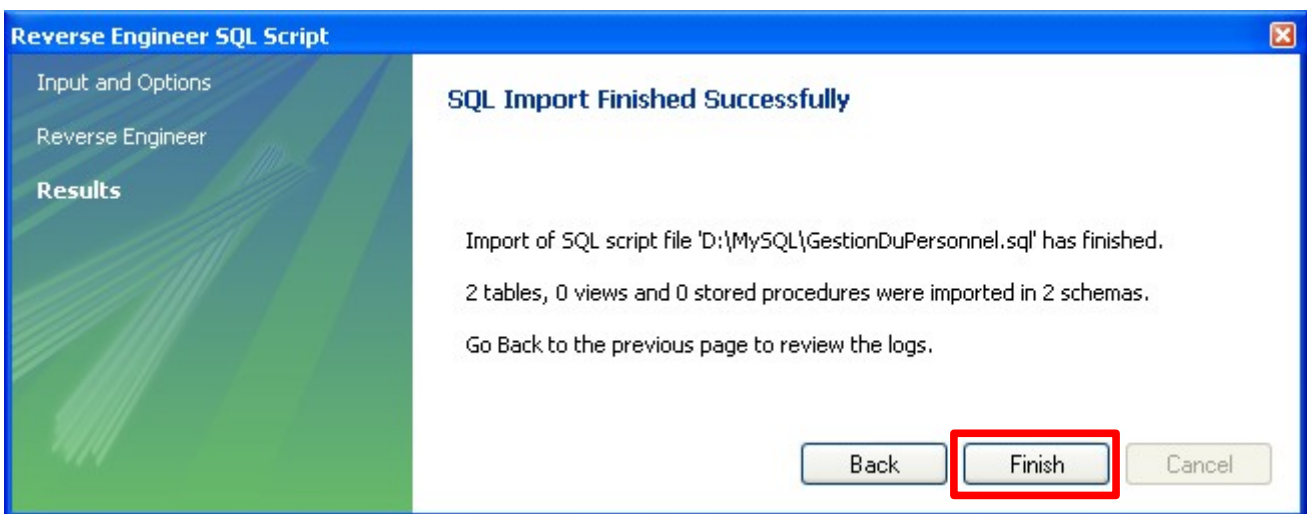 Reverse Engineer SQL Script
Input and Options
Reverse Engineer
Results
SQL Import Finished Successfully
Import of SQL script file 'D:\MySQL\GestionDuPersonnel.sql' has finished.
2 tables, 0 views and 0 stored procedures were imported in 2 schemas.
Go Back to the previous page to review the logs.
Back Finish Cancel